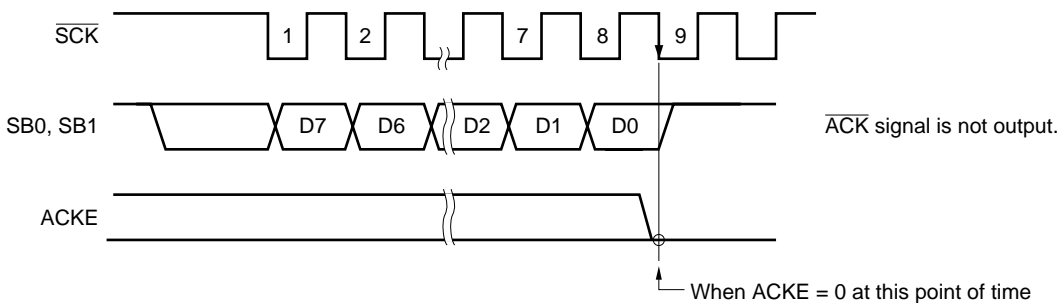 SCK 1 2 7 8 9
SB0, SB1 D7 D6 D2 D1 D0 ACK signal is not output.
ACKE
When ACKE = 0 at this point of time